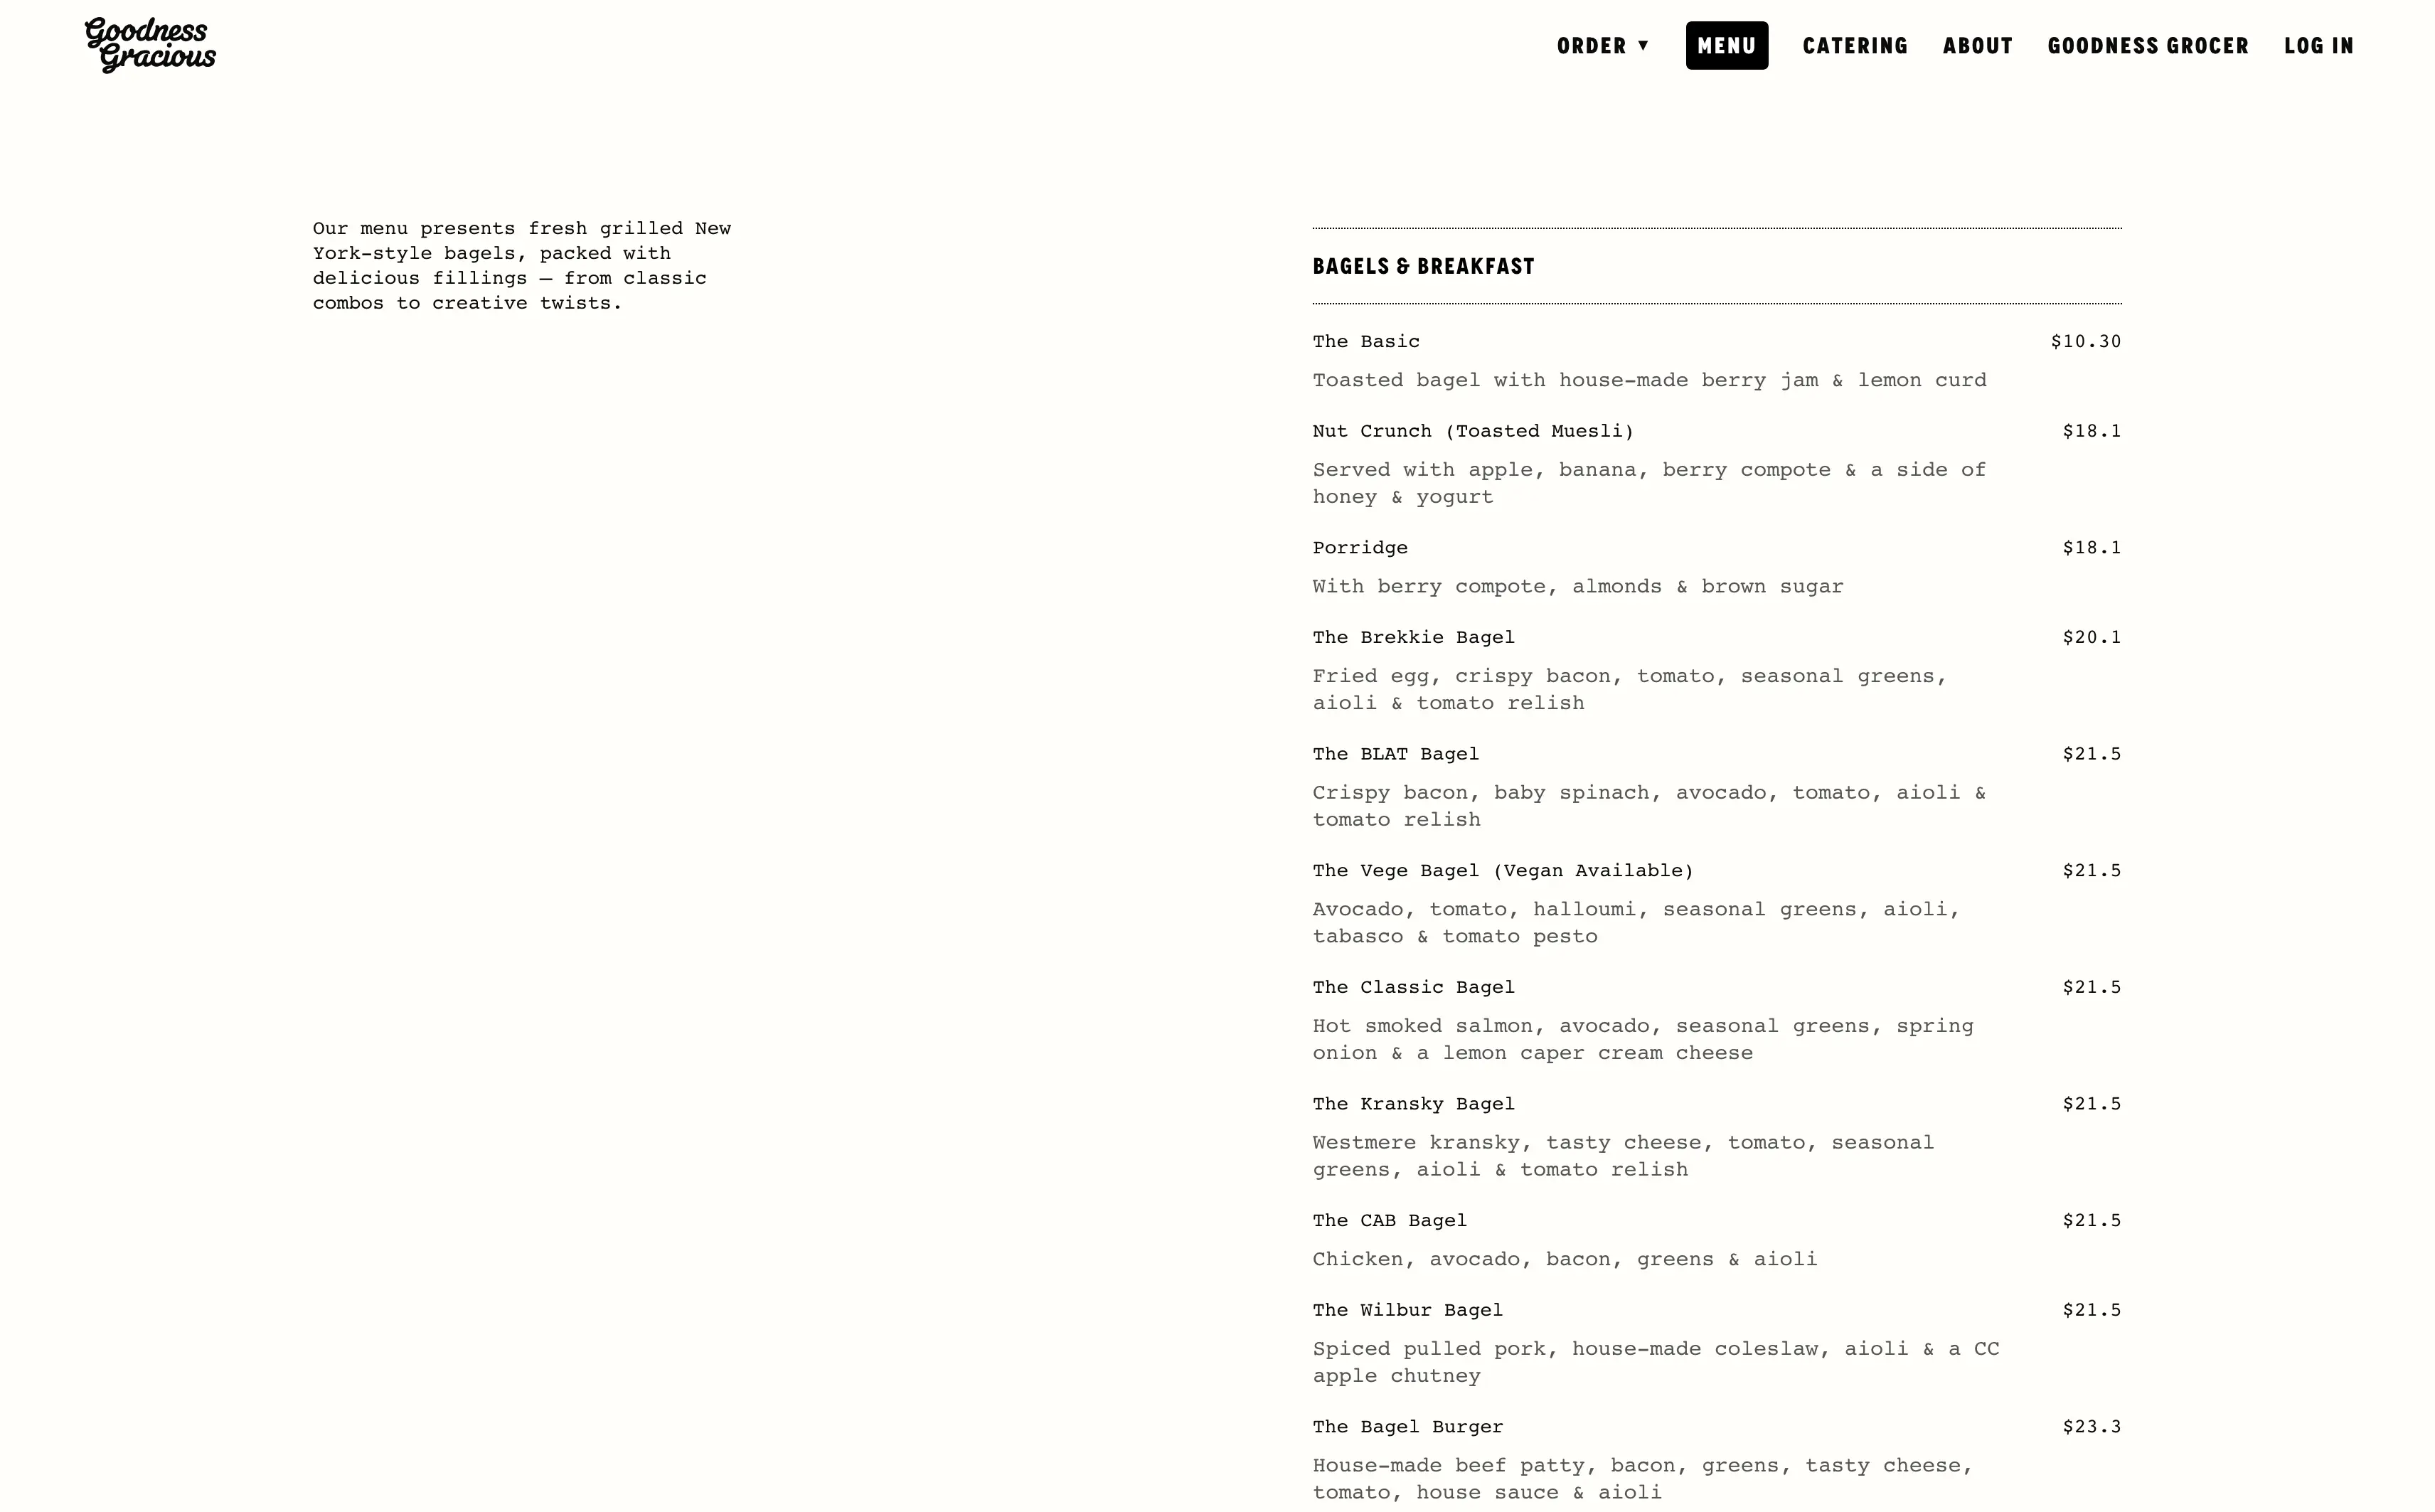 Goodness
Gracious
ORDER ▼ MENU CATERING ABOUT GOODNESS GROCER LOG IN
Our menu presents fresh grilled New
York-style bagels, packed with
delicious fillings — from classic
combos to creative twists.
BAGELS & BREAKFAST
The Basic $10.30
Toasted bagel with house-made berry jam & lemon curd
Nut Crunch (Toasted Muesli) $18.1
Served with apple, banana, berry compote & a side of
honey & yogurt
Porridge $18.1
With berry compote, almonds & brown sugar
The Brekkie Bagel $20.1
Fried egg, crispy bacon, tomato, seasonal greens,
aioli & tomato relish
The BLAT Bagel $21.5
Crispy bacon, baby spinach, avocado, tomato, aioli &
tomato relish
The Vege Bagel (Vegan Available) $21.5
Avocado, tomato, halloumi, seasonal greens, aioli,
tabasco & tomato pesto
The Classic Bagel $21.5
Hot smoked salmon, avocado, seasonal greens, spring
onion & a lemon caper cream cheese
The Kransky Bagel $21.5
Westmere kransky, tasty cheese, tomato, seasonal
greens, aioli & tomato relish
The CAB Bagel $21.5
Chicken, avocado, bacon, greens & aioli
The Wilbur Bagel $21.5
Spiced pulled pork, house-made coleslaw, aioli & a CC
apple chutney
The Bagel Burger $23.3
House-made beef patty, bacon, greens, tasty cheese,
tomato, house sauce & aioli